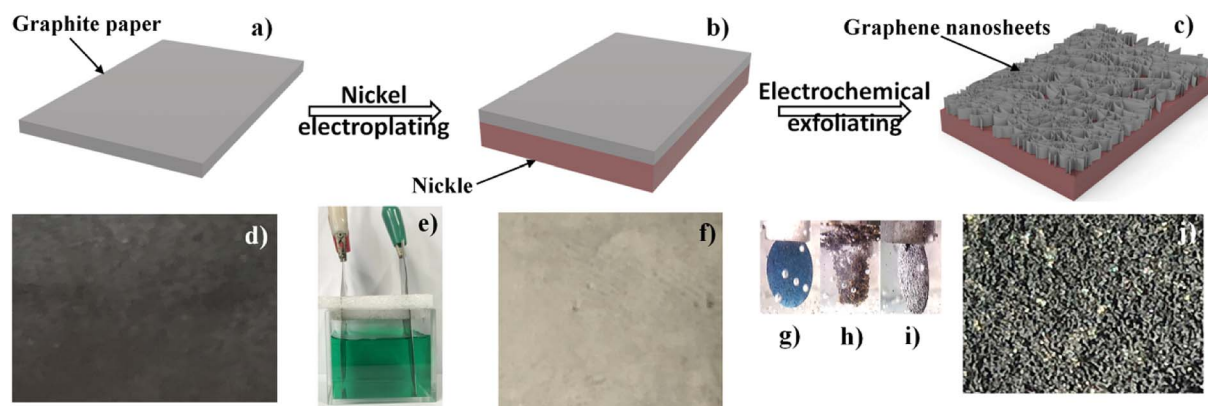 Graphite paper
a)
Nickel
electroplating
b)
Nickle
Electrochemical
exfoliating
Graphene nanosheets
c)
d)
e)
f)
g)
h)
i)
j)